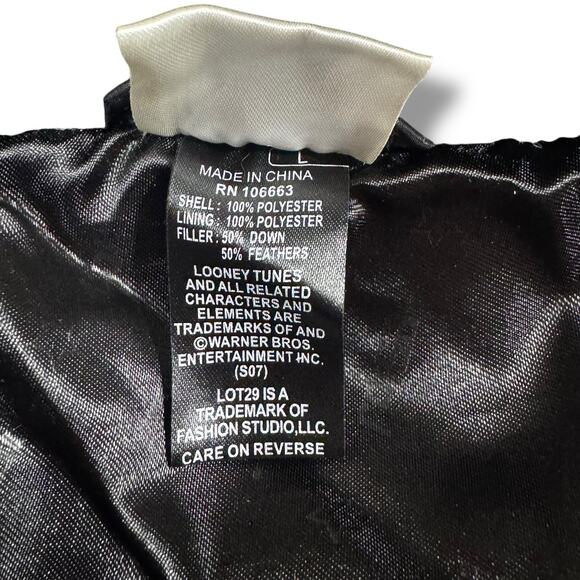 L
MADE IN CHINA
RN 106663
SHELL: 100% POLYESTER
LINING: 100% POLYESTER
FILLER: 50% DOWN
50% FEATHERS
LOONEY TUNES
AND ALL RELATED
CHARACTERS AND
ELEMENTS ARE
TRADEMARKS OF AND
©WARNER BROS.
ENTERTAINMENT INC.
(S07)
LOT29 IS A
TRADEMARK OF
FASHION STUDIO,LLC.
CARE ON REVERSE